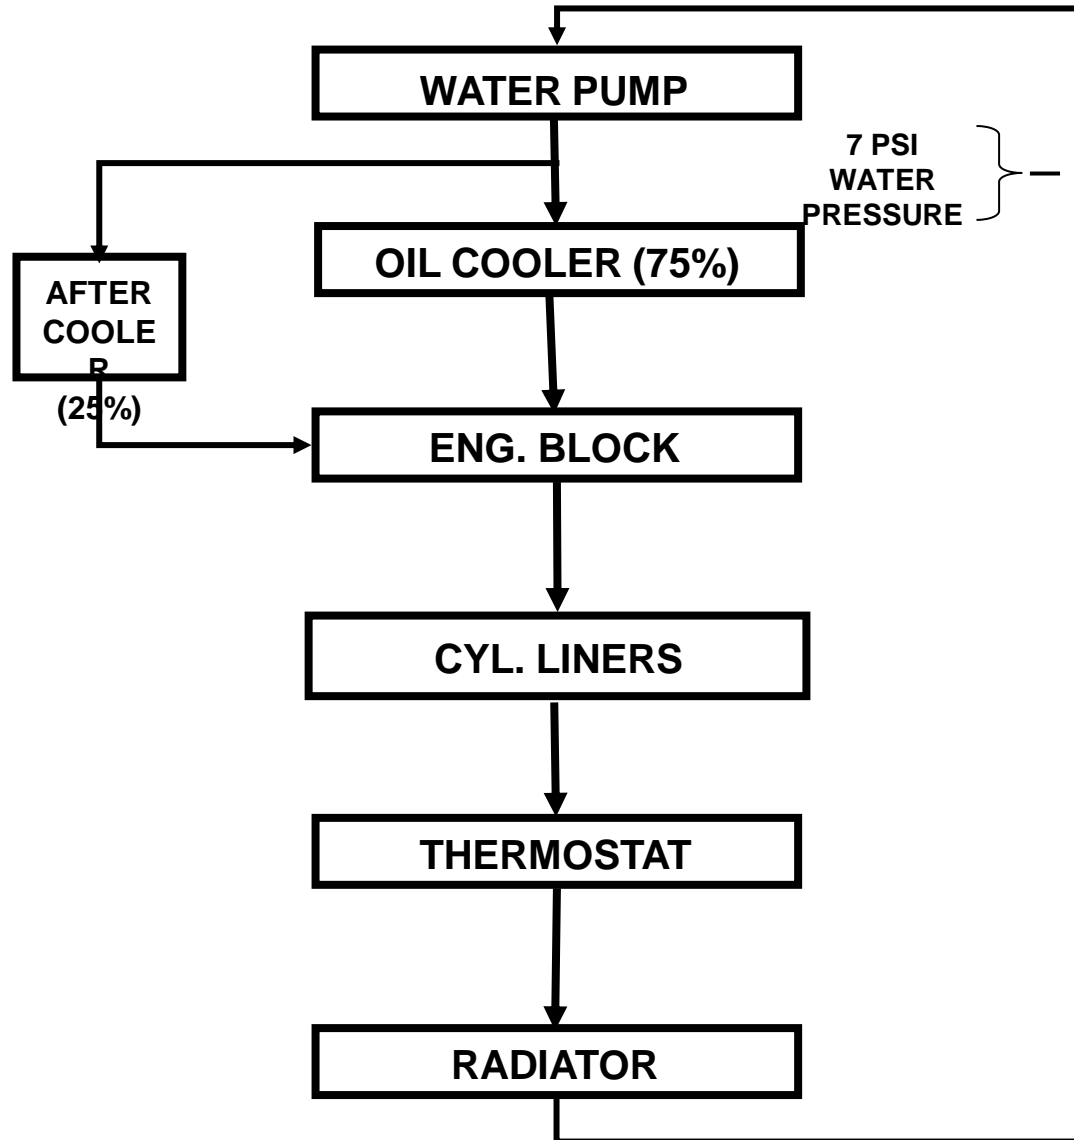 WATER PUMP
7 PSI
WATER
PRESSURE
OIL COOLER (75%)
AFTER
COOLE
R
(25%)
ENG. BLOCK
CYL. LINERS
THERMOSTAT
RADIATOR